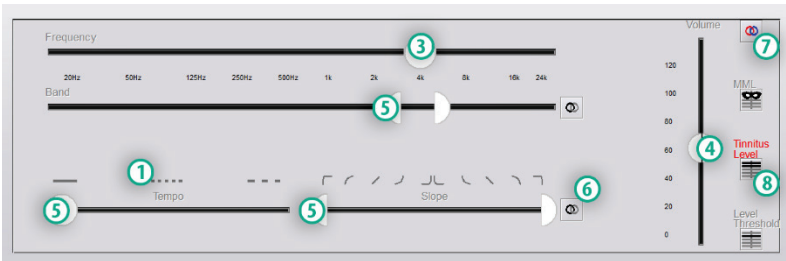 Frequency
3
20Hz 50Hz 125Hz 250Hz 500Hz 1k 2k 4k 8k 16k 24k
Band
5
1
Tempo
5
Slope
5
6
Volume
120
100
80
60
40
20
0
4
7
MML
Tinnitus
Level
8
Level
Threshold